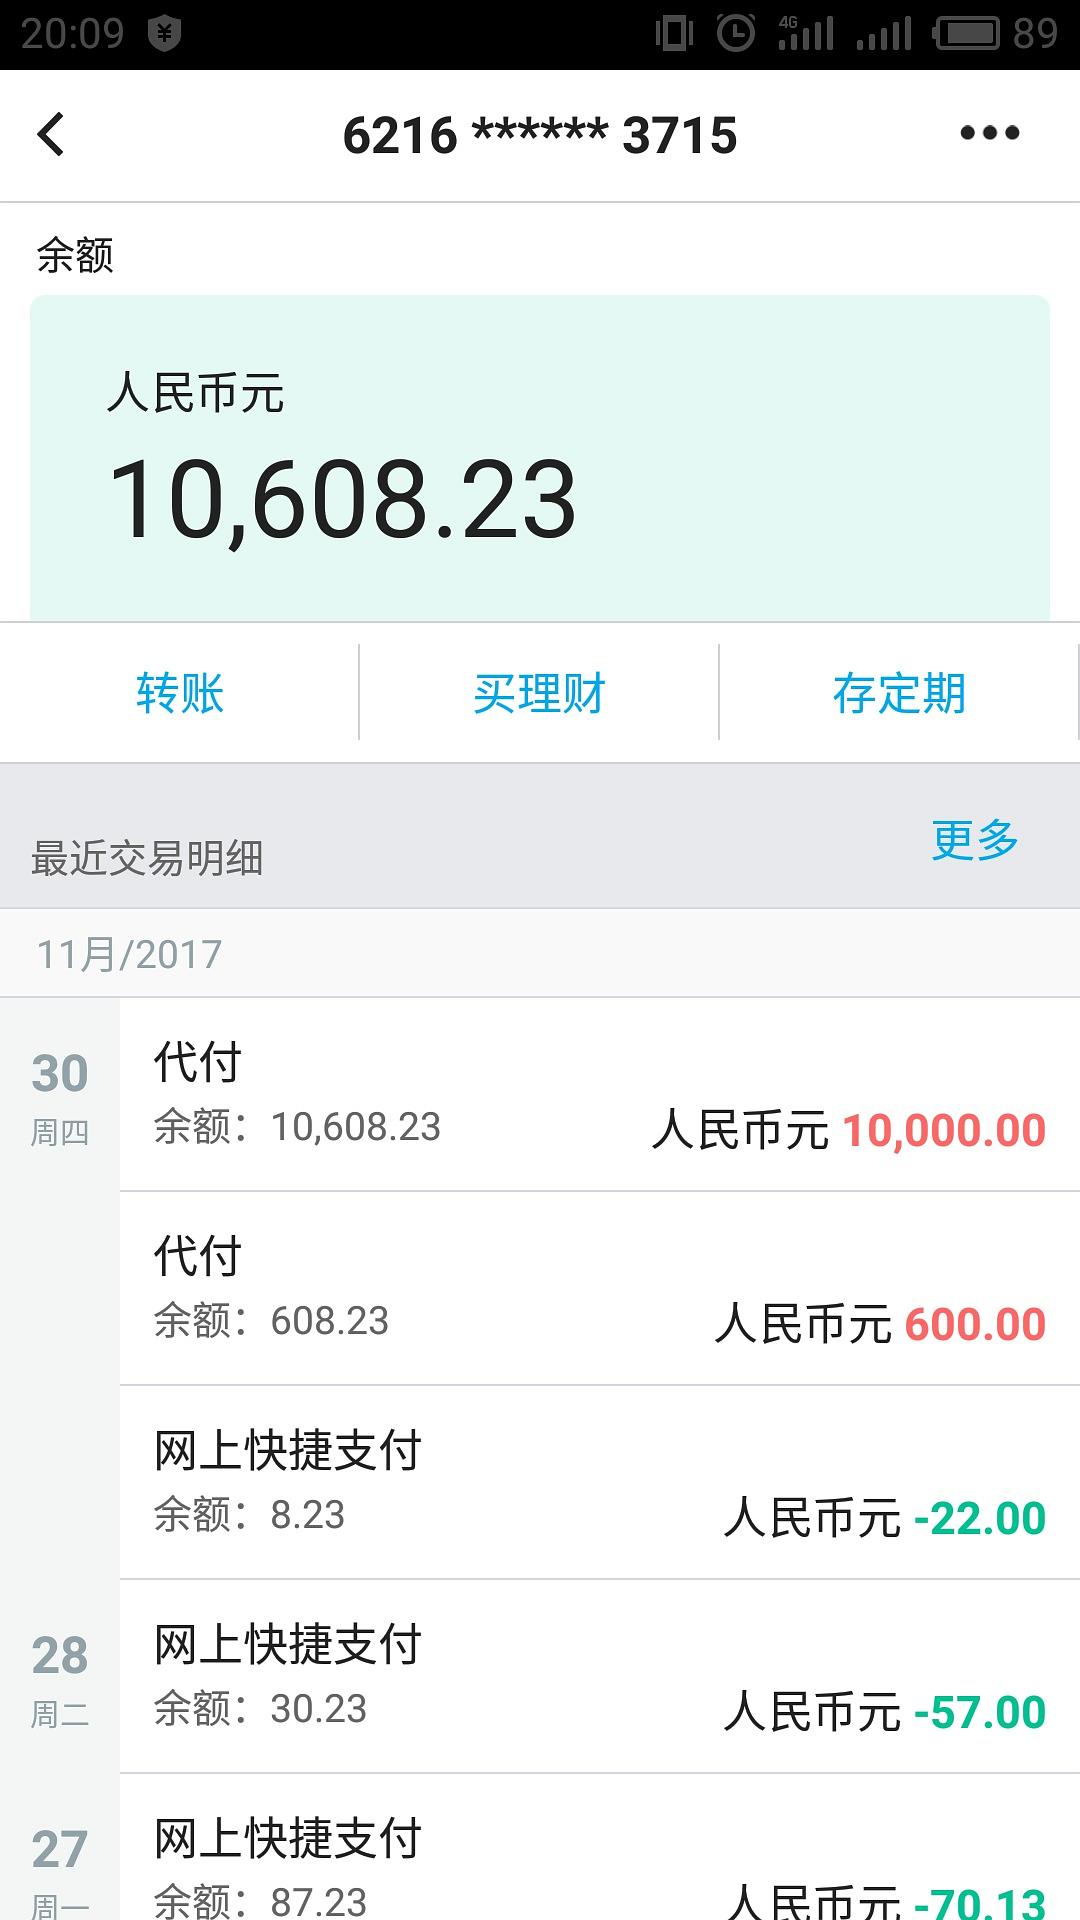 20:09 4G 89
6216 ****** 3715
余额
人民币元
10,608.23
转账 买理财 存定期
最近交易明细 更多
11月/2017
30 代付
周四 余额：10,608.23 人民币元 10,000.00
代付
余额：608.23 人民币元 600.00
网上快捷支付
余额：8.23 人民币元 -22.00
28 网上快捷支付
周二 余额：30.23 人民币元 -57.00
27 网上快捷支付
周一 余额：87.23 人民币元 -70.13